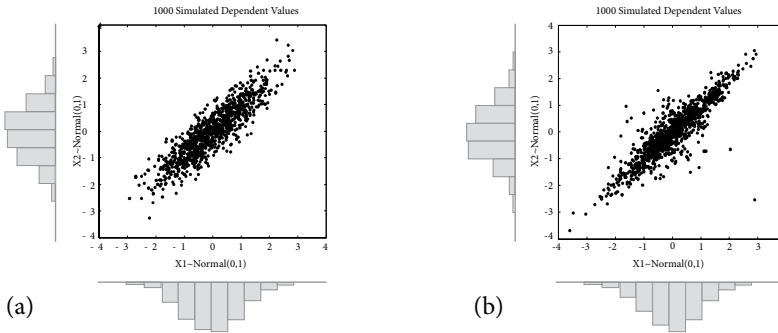 1000 Simulated Dependent Values
3
2
1
0
- 1
- 2
- 3
- 4
X2~Normal(0,1)
- 4 - 3 - 2 - 1 0 1 2 3 4
X1~Normal(0,1)
(a)
1000 Simulated Dependent Values
3
2
1
0
-1
-2
-3
-4
X2~Normal(0,1)
-4 -3 -2 -1 0 1 2 3
X1~Normal(0,1)
(b)